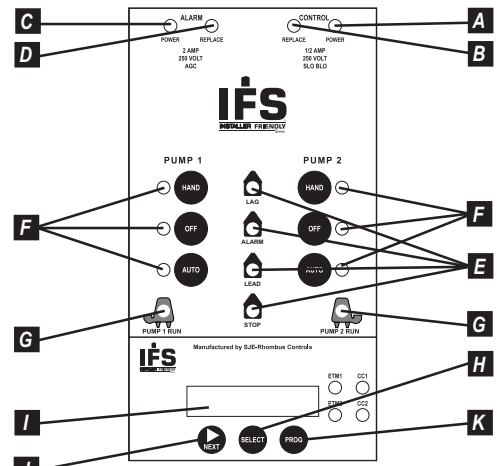 C ALARM CONTROL A
POWER REPLACE REPLACE POWER
D B
2 AMP 1/2 AMP
250 VOLT 250 VOLT
AGC SLO BLO
IFS
INSTALLER FRIENDLY
PUMP 1 PUMP 2
HAND HAND
LAG
F OFF OFF F
ALARM
AUTO AUTO E
LEAD
G STOP G
PUMP 1 RUN PUMP 2 RUN
IFS Manufactured by SJE-Rhombus Controls H
INSTALLER FRIENDLY
ETM1 CC1
I ETM2 CC2 K
NEXT SELECT PROG
J